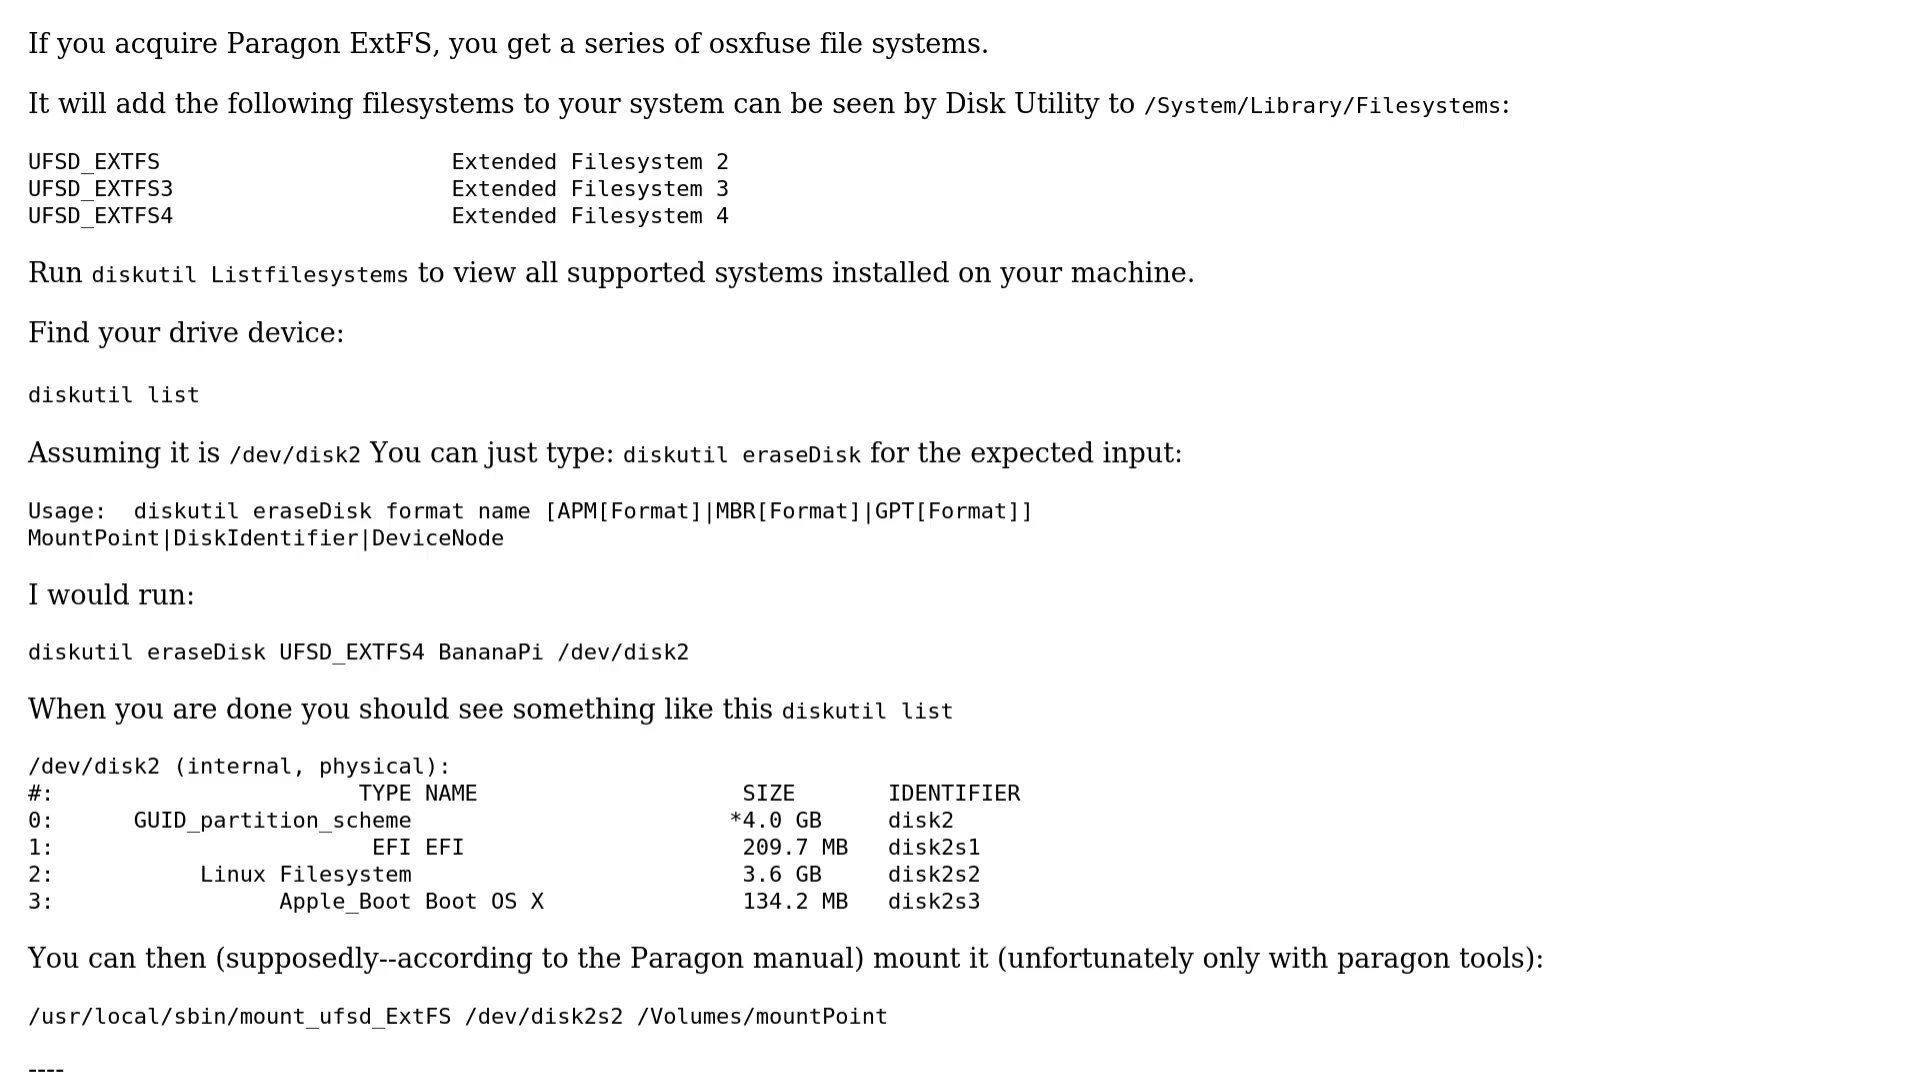 If you acquire Paragon ExtFS, you get a series of osxfuse file systems.
It will add the following filesystems to your system can be seen by Disk Utility to /System/Library/Filesystems:
UFSD_EXTFS                      Extended Filesystem 2
UFSD_EXTFS3                     Extended Filesystem 3
UFSD_EXTFS4                     Extended Filesystem 4
Run diskutil Listfilesystems to view all supported systems installed on your machine.
Find your drive device:
diskutil list
Assuming it is /dev/disk2 You can just type: diskutil eraseDisk for the expected input:
Usage:  diskutil eraseDisk format name [APM[Format]|MBR[Format]|GPT[Format]]
MountPoint|DiskIdentifier|DeviceNode
I would run:
diskutil eraseDisk UFSD_EXTFS4 BananaPi /dev/disk2
When you are done you should see something like this diskutil list
/dev/disk2 (internal, physical):
#:                       TYPE NAME                    SIZE       IDENTIFIER
0:      GUID_partition_scheme                        *4.0 GB     disk2
1:                        EFI EFI                     209.7 MB   disk2s1
2:           Linux Filesystem                         3.6 GB     disk2s2
3:                 Apple_Boot Boot OS X               134.2 MB   disk2s3
You can then (supposedly--according to the Paragon manual) mount it (unfortunately only with paragon tools):
/usr/local/sbin/mount_ufsd_ExtFS /dev/disk2s2 /Volumes/mountPoint
----